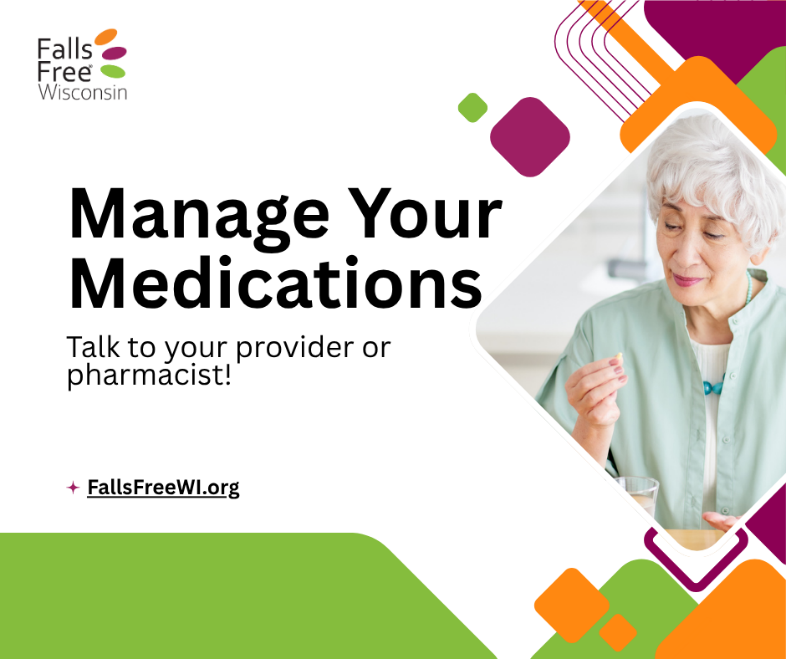 Falls
Free®
Wisconsin
Manage Your
Medications
Talk to your provider or
pharmacist!
FallsFreeWI.org